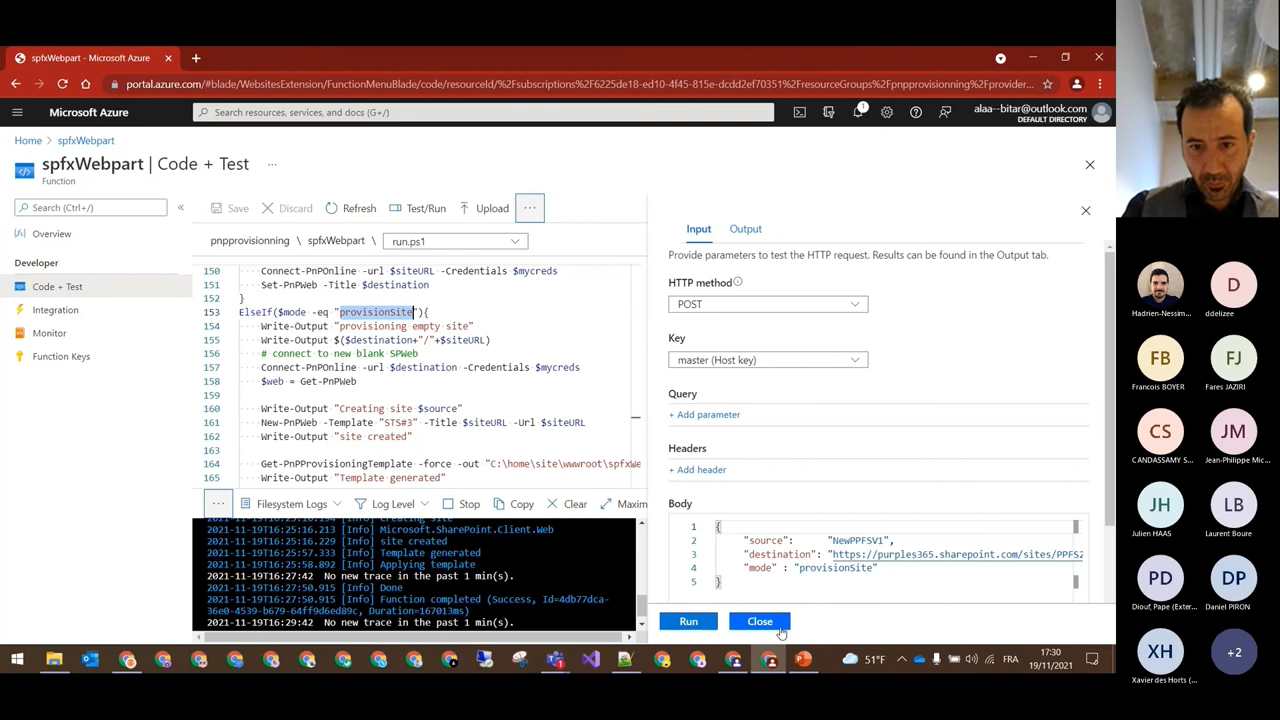 spfxWebpart - Microsoft Azure
portal.azure.com/#blade/WebsitesExtension/FunctionMenuBlade/code/resourceId/%2Fsubscriptions%2F6225de18-ed10-4f45-815e-dcdd2ef70351%2FresourceGroups%2Fpnpprovisionning%2Fprovider...
Microsoft Azure
Search resources, services, and docs (G+/)
1
alaa-bitar@outlook.com
DEFAULT DIRECTORY
Home > spfxWebpart >
spfxWebpart | Code + Test ...
Function
Search (Ctrl+/)
Overview
Developer
Code + Test
Integration
Monitor
Function Keys
Save Discard Refresh Test/Run Upload ...
pnpprovisionning \ spfxWebpart \ run.ps1
150 Connect-PnPOnline -url $siteURL -Credentials $mycreds
151 Set-PnPWeb -Title $destination
152 }
153 ElseIf($mode -eq "provisionSite"){
154 Write-Output "provisioning empty site"
155 Write-Output $($destination+"/"+$siteURL)
156 # connect to new blank SPWeb
157 Connect-PnPOnline -url $destination -Credentials $mycreds
158 $web = Get-PnPWeb
159
160 Write-Output "Creating site $source"
161 New-PnPWeb -Template "STS#3" -Title $siteURL -Url $siteURL
162 Write-Output "site created"
163
164 Get-PnPProvisioningTemplate -force -out "C:\home\site\wwwroot\spfxWe
165 Write-Output "Template generated"
... Filesystem Logs Log Level Stop Copy Clear Maxim
2021-11-19T16:25:16.194 [Info] Creating site
2021-11-19T16:25:16.213 [Info] Microsoft.SharePoint.Client.Web
2021-11-19T16:25:16.229 [Info] site created
2021-11-19T16:25:57.333 [Info] Template generated
2021-11-19T16:25:58.892 [Info] Applying template
2021-11-19T16:27:42 No new trace in the past 1 min(s).
2021-11-19T16:27:50.915 [Info] Done
2021-11-19T16:27:50.915 [Info] Function completed (Success, Id=4db77dca-
36e0-4539-b679-64ff9d6ed89c, Duration=167013ms)
2021-11-19T16:29:42 No new trace in the past 1 min(s).
Input Output
Provide parameters to test the HTTP request. Results can be found in the Output tab.
HTTP method
POST
Key
master (Host key)
Query
+ Add parameter
Headers
+ Add header
Body
1 {
2 "source": "NewPPFSV1",
3 "destination": "https://purples365.sharepoint.com/sites/PPFS2
4 "mode" : "provisionSite"
5 }
Run Close
51°F FRA 17:30
19/11/2021
Hadrien-Nessim...
D
ddelizee
FB
Francois BOYER
FJ
Fares JAZIRI
CS
CANDASSAMY S...
JM
Jean-Philippe Mic...
JH
Julien HAAS
LB
Laurent Boure
PD
Diouf, Pape (Exter...
DP
Daniel PIRON
XH
Xavier des Horts (...
+2